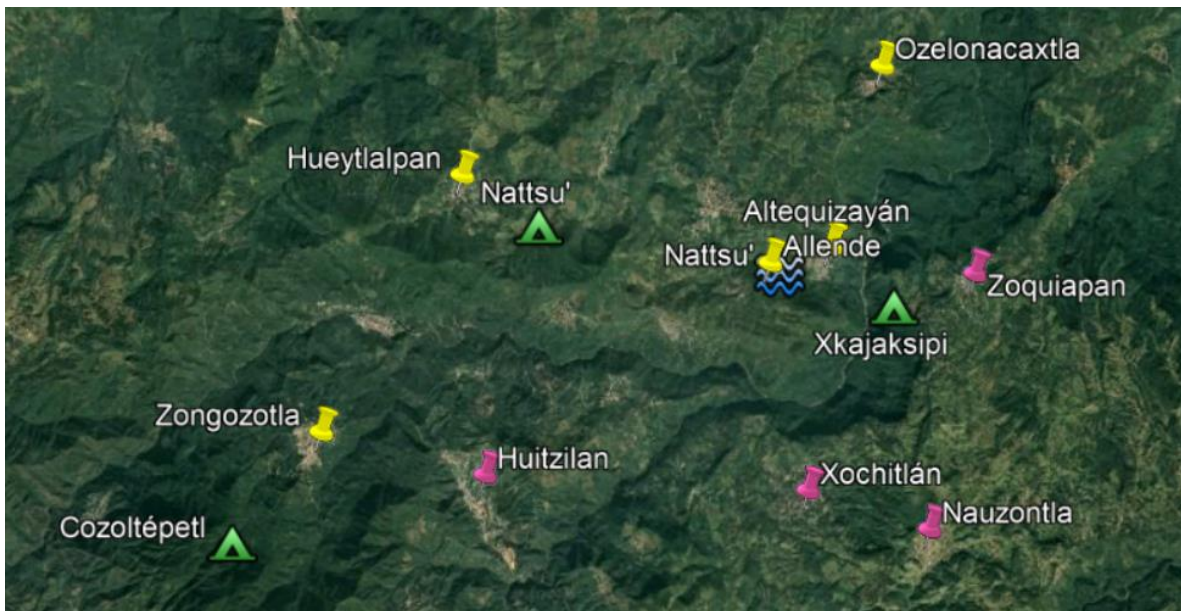 Ozelonacaxtla
Hueytlalpan
Nattsu'
Altequizayán
Nattsu'
Allende
Zoquiapan
Xkajaksipi
Zongozotla
Huitzilan
Xochitlán
Nauzontla
Cozoltépetl